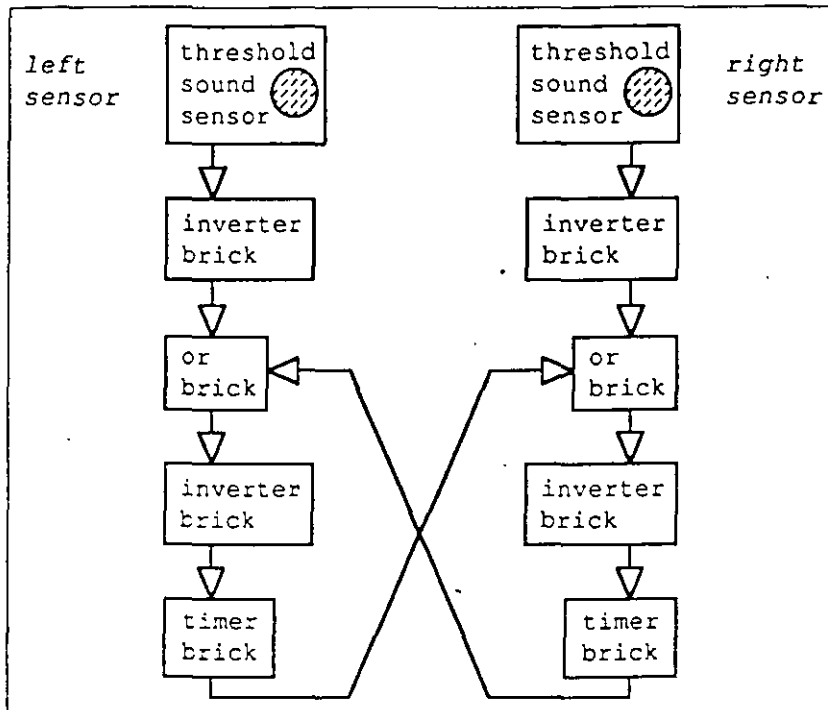 left
sensor
threshold
sound
sensor
threshold
sound
sensor
right
sensor
inverter
brick
inverter
brick
or
brick
or
brick
inverter
brick
inverter
brick
timer
brick
timer
brick